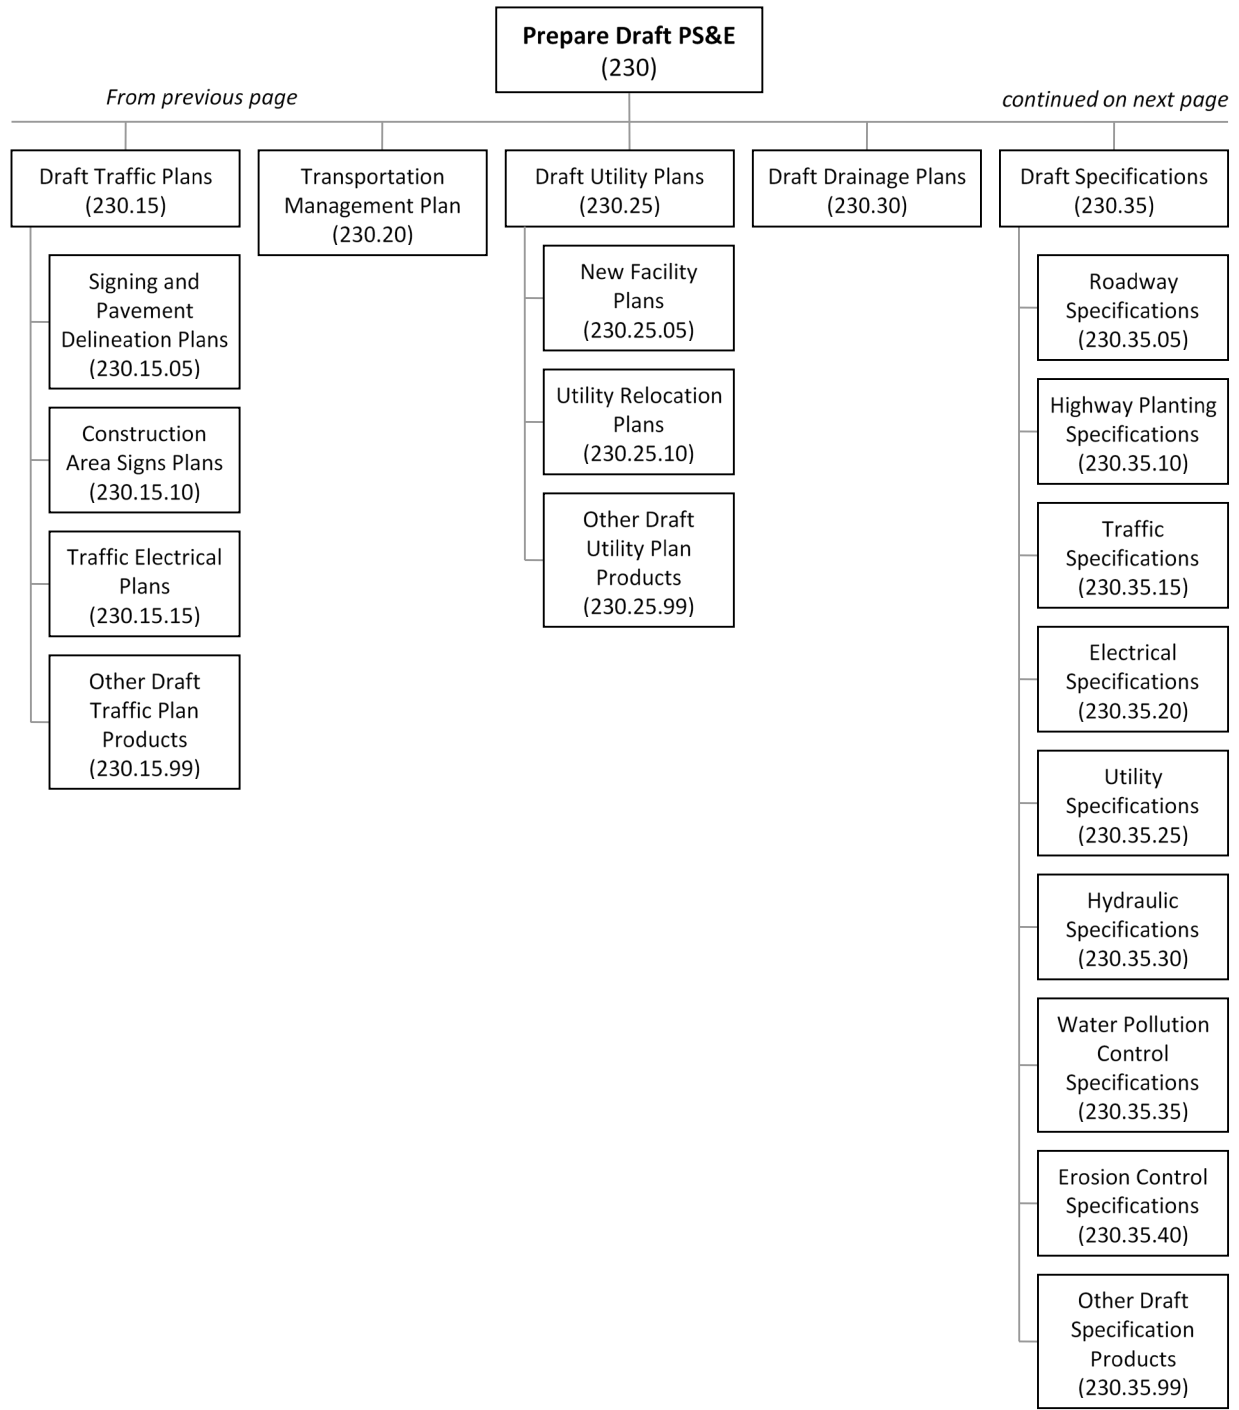 Prepare Draft PS&E
(230)
From previous page
continued on next page
Draft Traffic Plans
(230.15)
Signing and
Pavement
Delineation Plans
(230.15.05)
Construction
Area Signs Plans
(230.15.10)
Traffic Electrical
Plans
(230.15.15)
Other Draft
Traffic Plan
Products
(230.15.99)
Transportation
Management Plan
(230.20)
Draft Utility Plans
(230.25)
New Facility
Plans
(230.25.05)
Utility Relocation
Plans
(230.25.10)
Other Draft
Utility Plan
Products
(230.25.99)
Draft Drainage Plans
(230.30)
Draft Specifications
(230.35)
Roadway
Specifications
(230.35.05)
Highway Planting
Specifications
(230.35.10)
Traffic
Specifications
(230.35.15)
Electrical
Specifications
(230.35.20)
Utility
Specifications
(230.35.25)
Hydraulic
Specifications
(230.35.30)
Water Pollution
Control
Specifications
(230.35.35)
Erosion Control
Specifications
(230.35.40)
Other Draft
Specification
Products
(230.35.99)